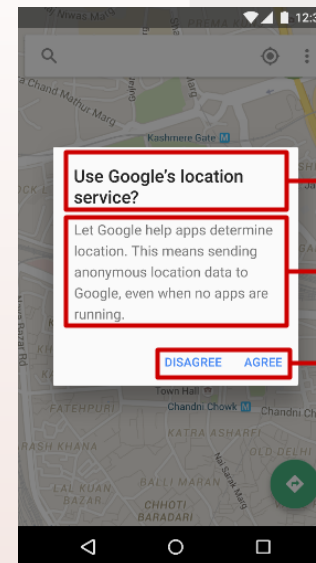 12:3
Chand Mathur Marg
Kashmere Gate M
Use Google's location
service?
Let Google help apps determine
location. This means sending
anonymous location data to
Google, even when no apps are
running.
DISAGREE AGREE
Town Hall
Chandni Chowk M Chandni Ch
FATEHPURI
KATRA ASHARFI
RASH KHANA
OLD DELHI
Nai Sarak Marg
LAL KUAN
BAZAR
BALLI MARAN
CHHOTI
BARADARI